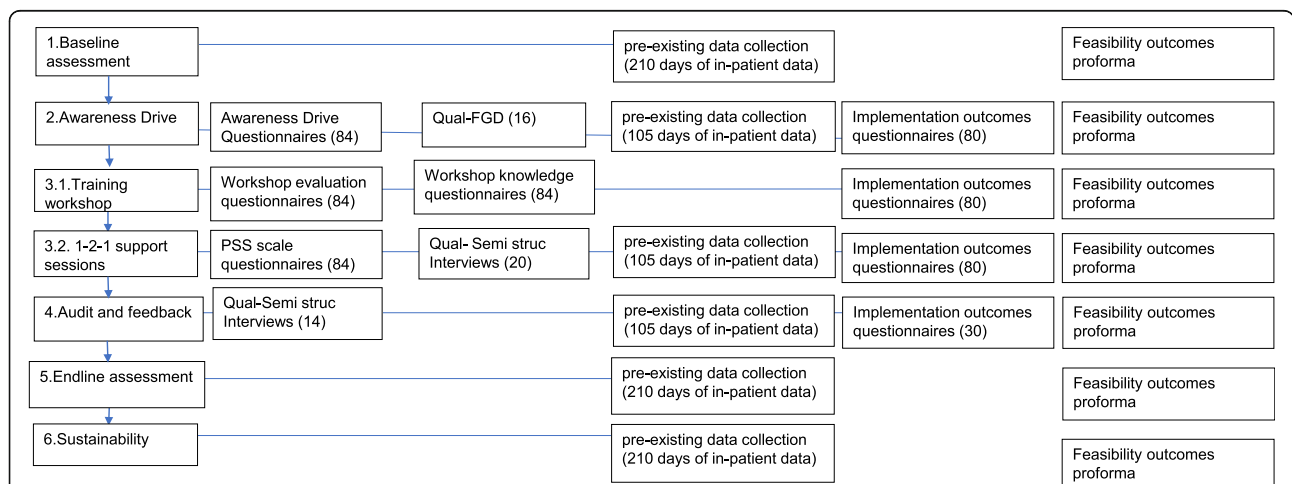 1.Baseline
assessment
pre-existing data collection
(210 days of in-patient data)
Feasibility outcomes
proforma
2.Awareness Drive
Awareness Drive
Questionnaires (84)
Qual-FGD (16)
pre-existing data collection
(105 days of in-patient data)
Implementation outcomes
questionnaires (80)
Feasibility outcomes
proforma
3.1.Training
workshop
Workshop evaluation
questionnaires (84)
Workshop knowledge
questionnaires (84)
Implementation outcomes
questionnaires (80)
Feasibility outcomes
proforma
3.2. 1-2-1 support
sessions
PSS scale
questionnaires (84)
Qual- Semi struc
Interviews (20)
pre-existing data collection
(105 days of in-patient data)
Implementation outcomes
questionnaires (80)
Feasibility outcomes
proforma
4.Audit and feedback
Qual-Semi struc
Interviews (14)
pre-existing data collection
(105 days of in-patient data)
Implementation outcomes
questionnaires (30)
Feasibility outcomes
proforma
5.Endline assessment
pre-existing data collection
(210 days of in-patient data)
Feasibility outcomes
proforma
6.Sustainability
pre-existing data collection
(210 days of in-patient data)
Feasibility outcomes
proforma